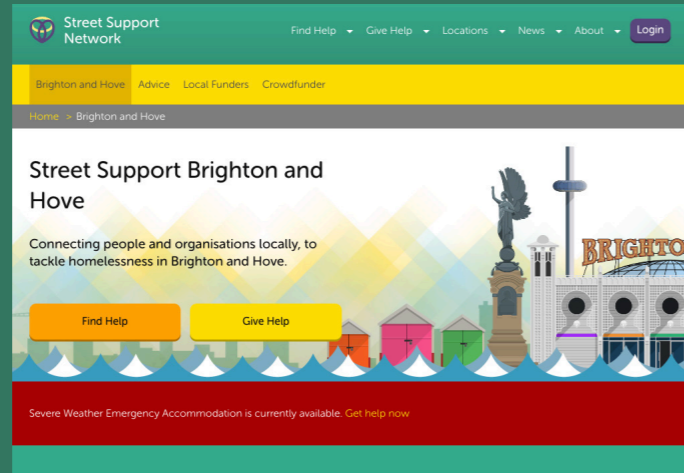 Street Support
Network
Find Help
Give Help
Locations
News
About
Login
Brighton and Hove
Advice
Local Funders
Crowdfunder
Home > Brighton and Hove
Street Support Brighton and
Hove
Connecting people and organisations locally, to
tackle homelessness in Brighton and Hove.
BRIGHTO
Find Help
Give Help
Severe Weather Emergency Accommodation is currently available. Get help now